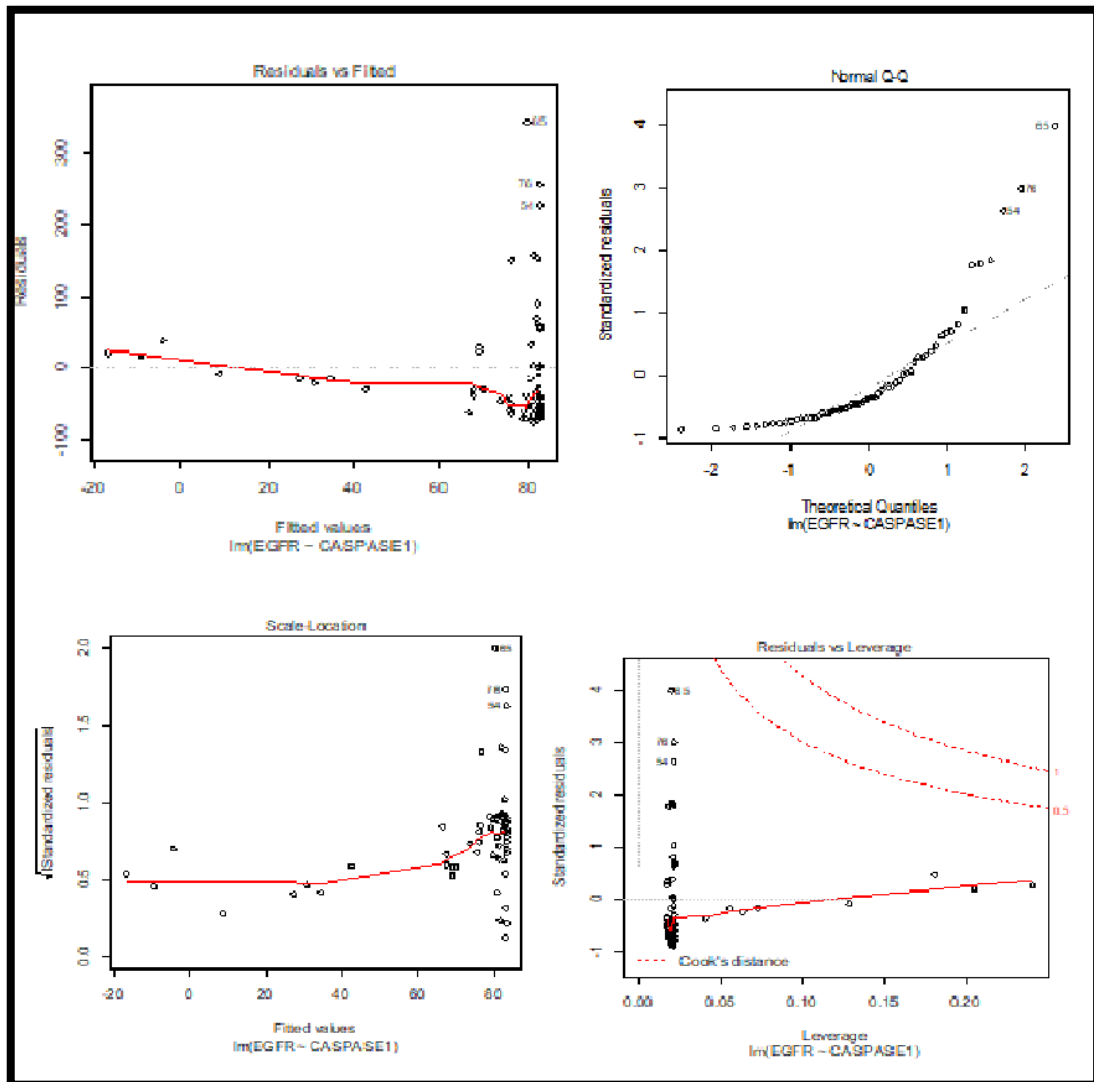 Residuals vs Fitted
Residuals
300
200
100
0
-100
65
76
54
-20 0 20 40 60 80
Fitted values
lm(EGFR ~ CASPASE1)
Normal Q-Q
Standardized residuals
4
3
2
1
0
-1
65
76
54
-2 -1 0 1 2
Theoretical Quantiles
lm(EGFR ~ CASPASE1)
Scale-Location
√|Standardized residuals
2.0
1.5
1.0
0.5
0.0
65
76
54
-20 0 20 40 60 80
Fitted values
lm(EGFR ~ CASPASE1)
Residuals vs Leverage
Standardized residuals
4
3
2
1
0
-1
65
76
54
1
0.5
Cook's distance
0.00 0.05 0.10 0.15 0.20
Leverage
lm(EGFR ~ CASPASE1)